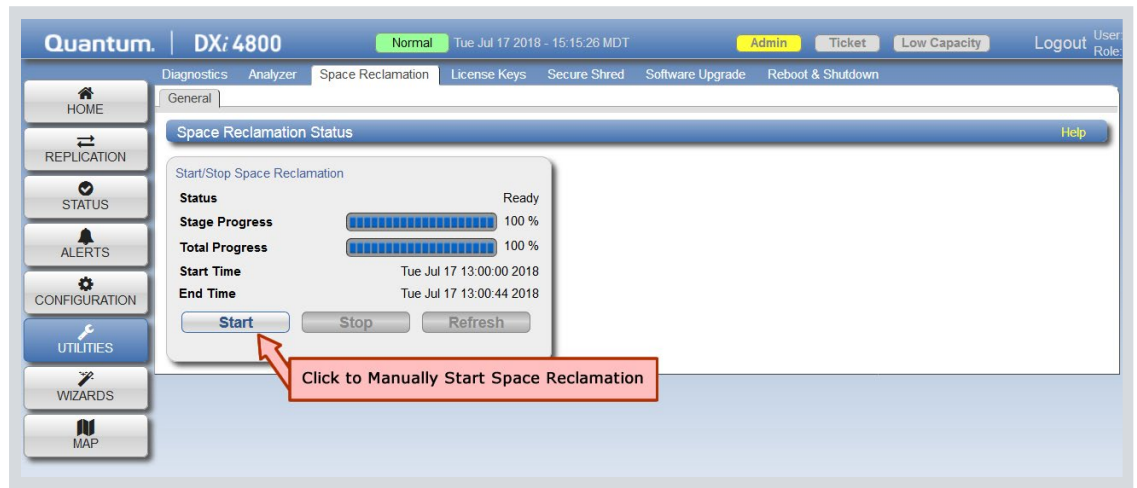 Quantum. DXi 4800 Normal Tue Jul 17 2018 - 15:15:26 MDT Admin Ticket Low Capacity Logout User:
Role:
Diagnostics Analyzer Space Reclamation License Keys Secure Shred Software Upgrade Reboot & Shutdown
General
HOME
REPLICATION
STATUS
ALERTS
CONFIGURATION
UTILITIES
WIZARDS
MAP
Space Reclamation Status Help
Start/Stop Space Reclamation
Status Ready
Stage Progress 100 %
Total Progress 100 %
Start Time Tue Jul 17 13:00:00 2018
End Time Tue Jul 17 13:00:44 2018
Start Stop Refresh
Click to Manually Start Space Reclamation